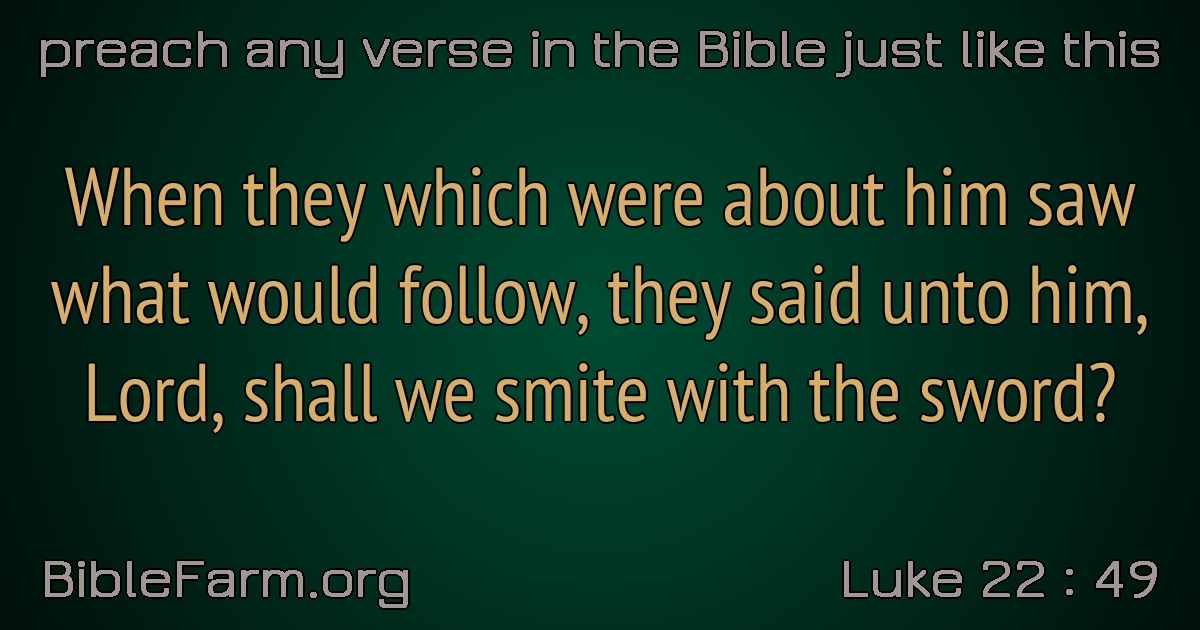 preach any verse in the Bible just like this
When they which were about him saw
what would follow, they said unto him,
Lord, shall we smite with the sword?
BibleFarm.org
Luke 22 : 49